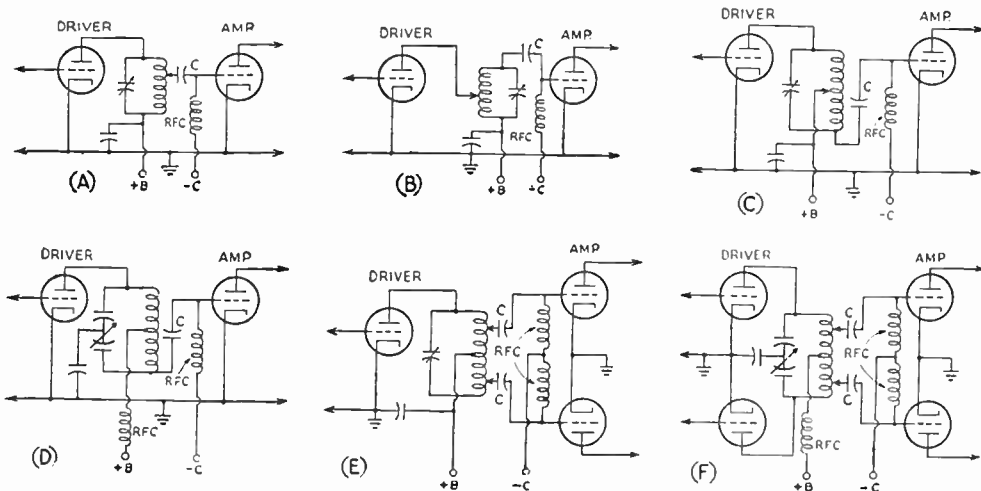 DRIVER
AMP.
C
RFC
+B
-C
(A)
DRIVER
AMP.
C
RFC
+B
+C
(B)
DRIVER
AMP.
C
RFC
+B
-C
(C)
DRIVER
AMP.
C
RFC
RFC
+B
-C
(D)
DRIVER
AMP.
C
RFC
C
+B
-C
(E)
DRIVER
AMP
C
RFC
C
RFC
+B
-C
(F)